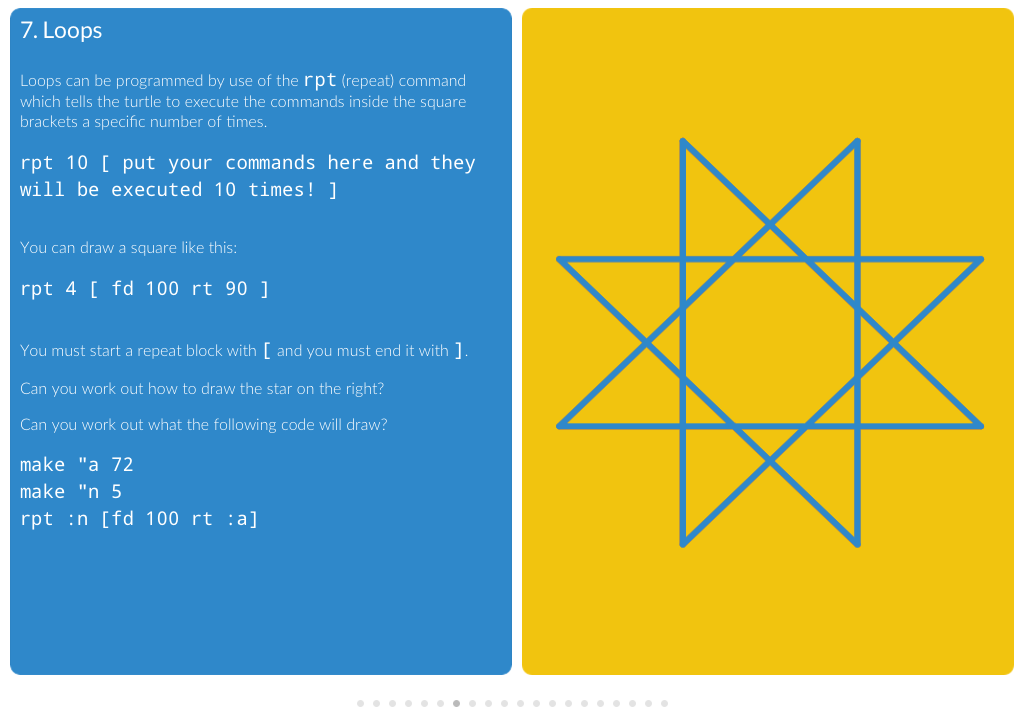 7. Loops
Loops can be programmed by use of the rpt (repeat) command
which tells the turtle to execute the commands inside the square
brackets a specific number of times.
rpt 10 [ put your commands here and they
will be executed 10 times! ]
You can draw a square like this:
rpt 4 [ fd 100 rt 90 ]
You must start a repeat block with [ and you must end it with ].
Can you work out how to draw the star on the right?
Can you work out what the following code will draw?
make "a 72
make "n 5
rpt :n [fd 100 rt :a]